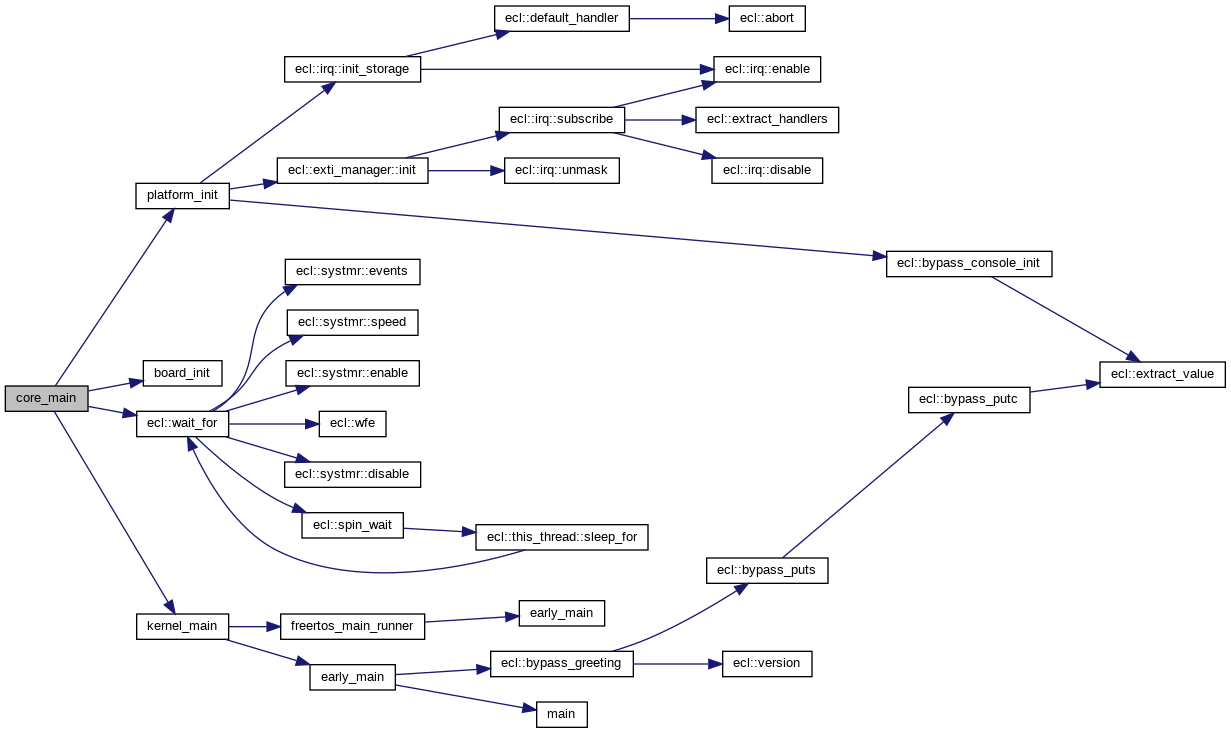 ecl::default_handler
ecl::abort
ecl::irq::init_storage
ecl::irq::enable
ecl::irq::subscribe
ecl::extract_handlers
ecl::exti_manager::init
ecl::irq::unmask
ecl::irq::disable
platform_init
ecl::bypass_console_init
ecl::systmr::events
ecl::systmr::speed
board_init
ecl::systmr::enable
ecl::extract_value
core_main
ecl::bypass_putc
ecl::wait_for
ecl::wfe
ecl::systmr::disable
ecl::spin_wait
ecl::this_thread::sleep_for
ecl::bypass_puts
early_main
kernel_main
freertos_main_runner
ecl::bypass_greeting
ecl::version
early_main
main